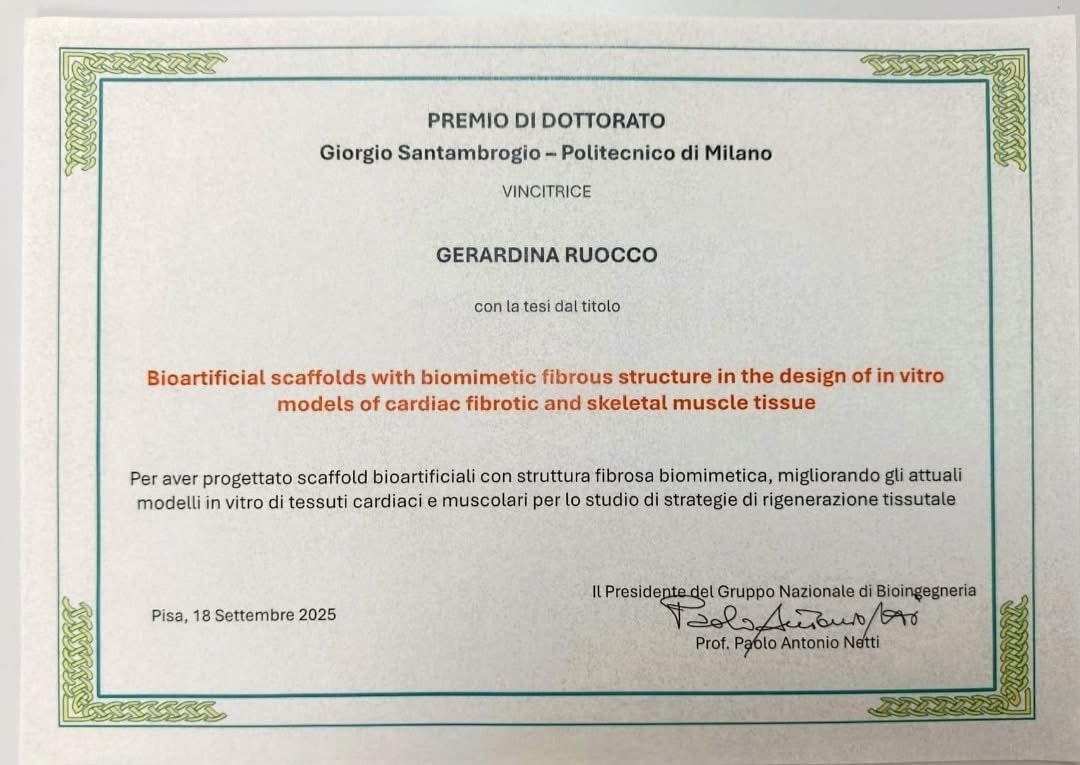 PREMIO DI DOTTORATO
Giorgio Santambrogio – Politecnico di Milano
VINCITRICE
GERARDINA RUOCCO
con la tesi dal titolo
Bioartificial scaffolds with biomimetic fibrous structure in the design of in vitro
models of cardiac fibrotic and skeletal muscle tissue
Per aver progettato scaffold bioartificiali con struttura fibrosa biomimetica, migliorando gli attuali
modelli in vitro di tessuti cardiaci e muscolari per lo studio di strategie di rigenerazione tissutale
Il Presidente del Gruppo Nazionale di Bioingegneria
Pisa, 18 Settembre 2025
Prof. Paolo Antonio Netti